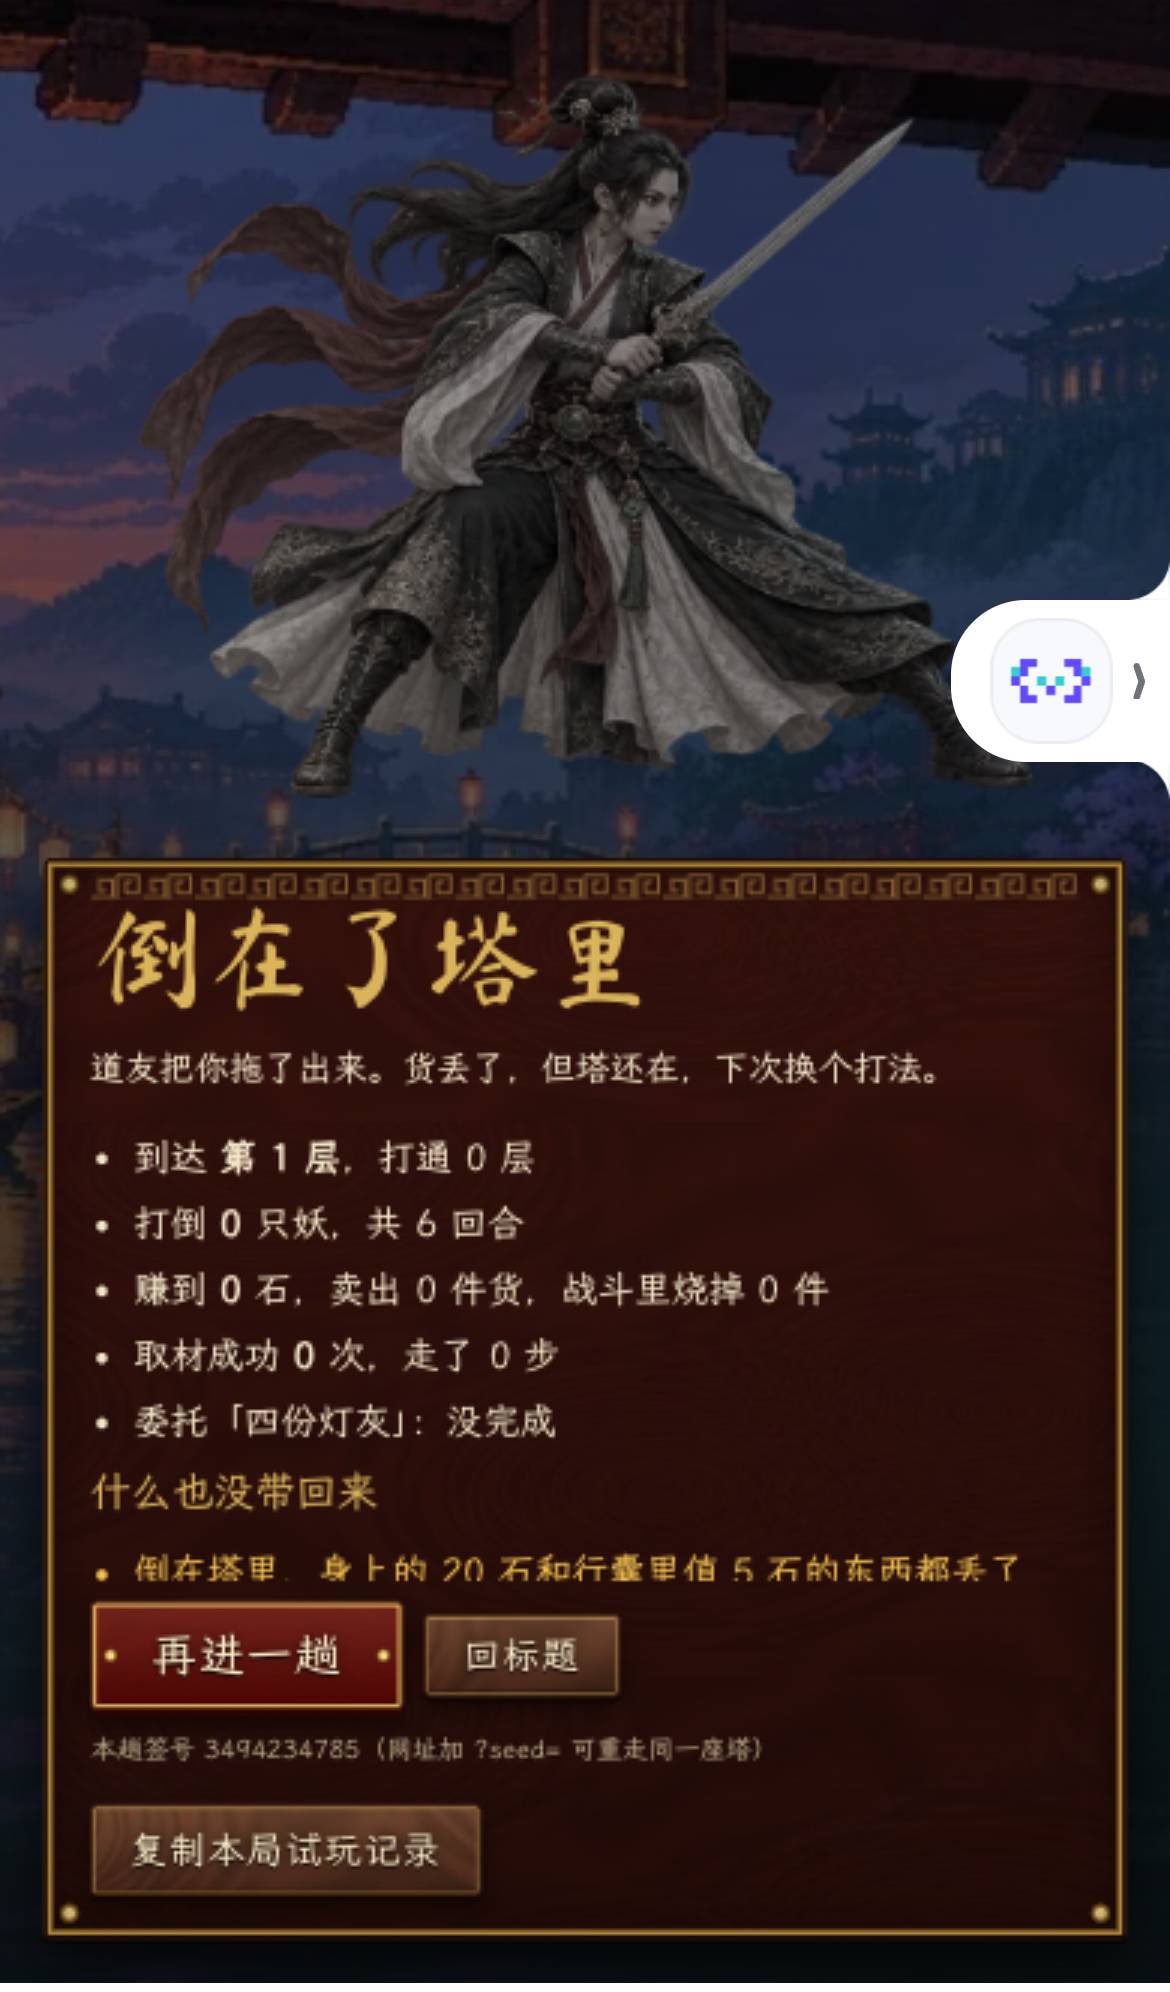 倒在了塔里
道友把你拖了出来。货丢了，但塔还在，下次换个打法。
• 到达 第 1 层，打通 0 层
• 打倒 0 只妖，共 6 回合
• 赚到 0 石，卖出 0 件货，战斗里烧掉 0 件
• 取材成功 0 次，走了 0 步
• 委托「四份灯灰」：没完成
什么也没带回来
• 倒在塔里，身上的 20 石和行囊里值 5 石的东西都丢了
再进一趟
回标题
本趟签号 3494234785（网址加 ?seed= 可重走同一座塔）
复制本局试玩记录